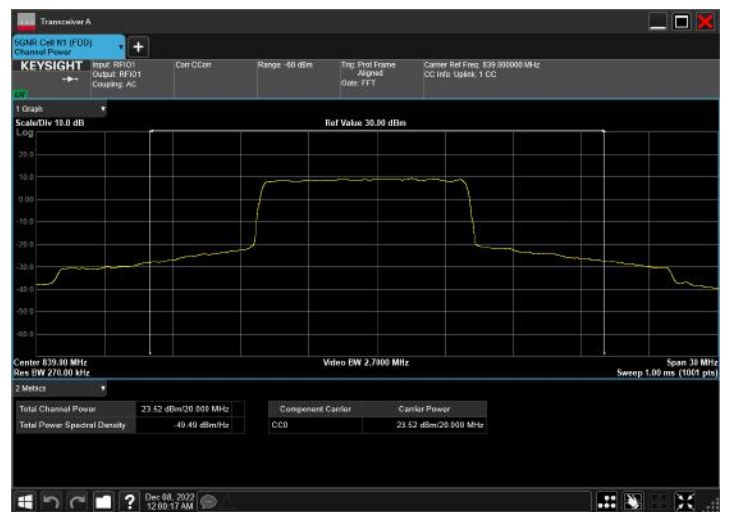 Transceiver A
5GNR Cell N1 (FDD)
Channel Power
KEYSIGHT
Input: RFIO1
Output: RFIO1
Coupling: AC
Corr CCorr
Range -60 dBm
Trig: Prot Frame
Aligned
Gate: FFT
Carrier Ref Freq: 839.000000 MHz
CC Info: Uplink, 1 CC
1 Graph
Scale/Div 10.0 dB
Ref Value 30.00 dBm
Log
20.0
10.0
0.00
-10.0
-20.0
-30.0
-40.0
-50.0
-60.0
Center 839.00 MHz
Video BW 2.7000 MHz
Span 30 MHz
Res BW 270.00 kHz
Sweep 1.00 ms (1001 pts)
2 Metrics
Total Channel Power 23.52 dBm/20.000 MHz
Total Power Spectral Density -49.49 dBm/Hz
Component Carrier Carrier Power
CC0 23.52 dBm/20.000 MHz
?
Dec 08, 2022
12:00:17 AM